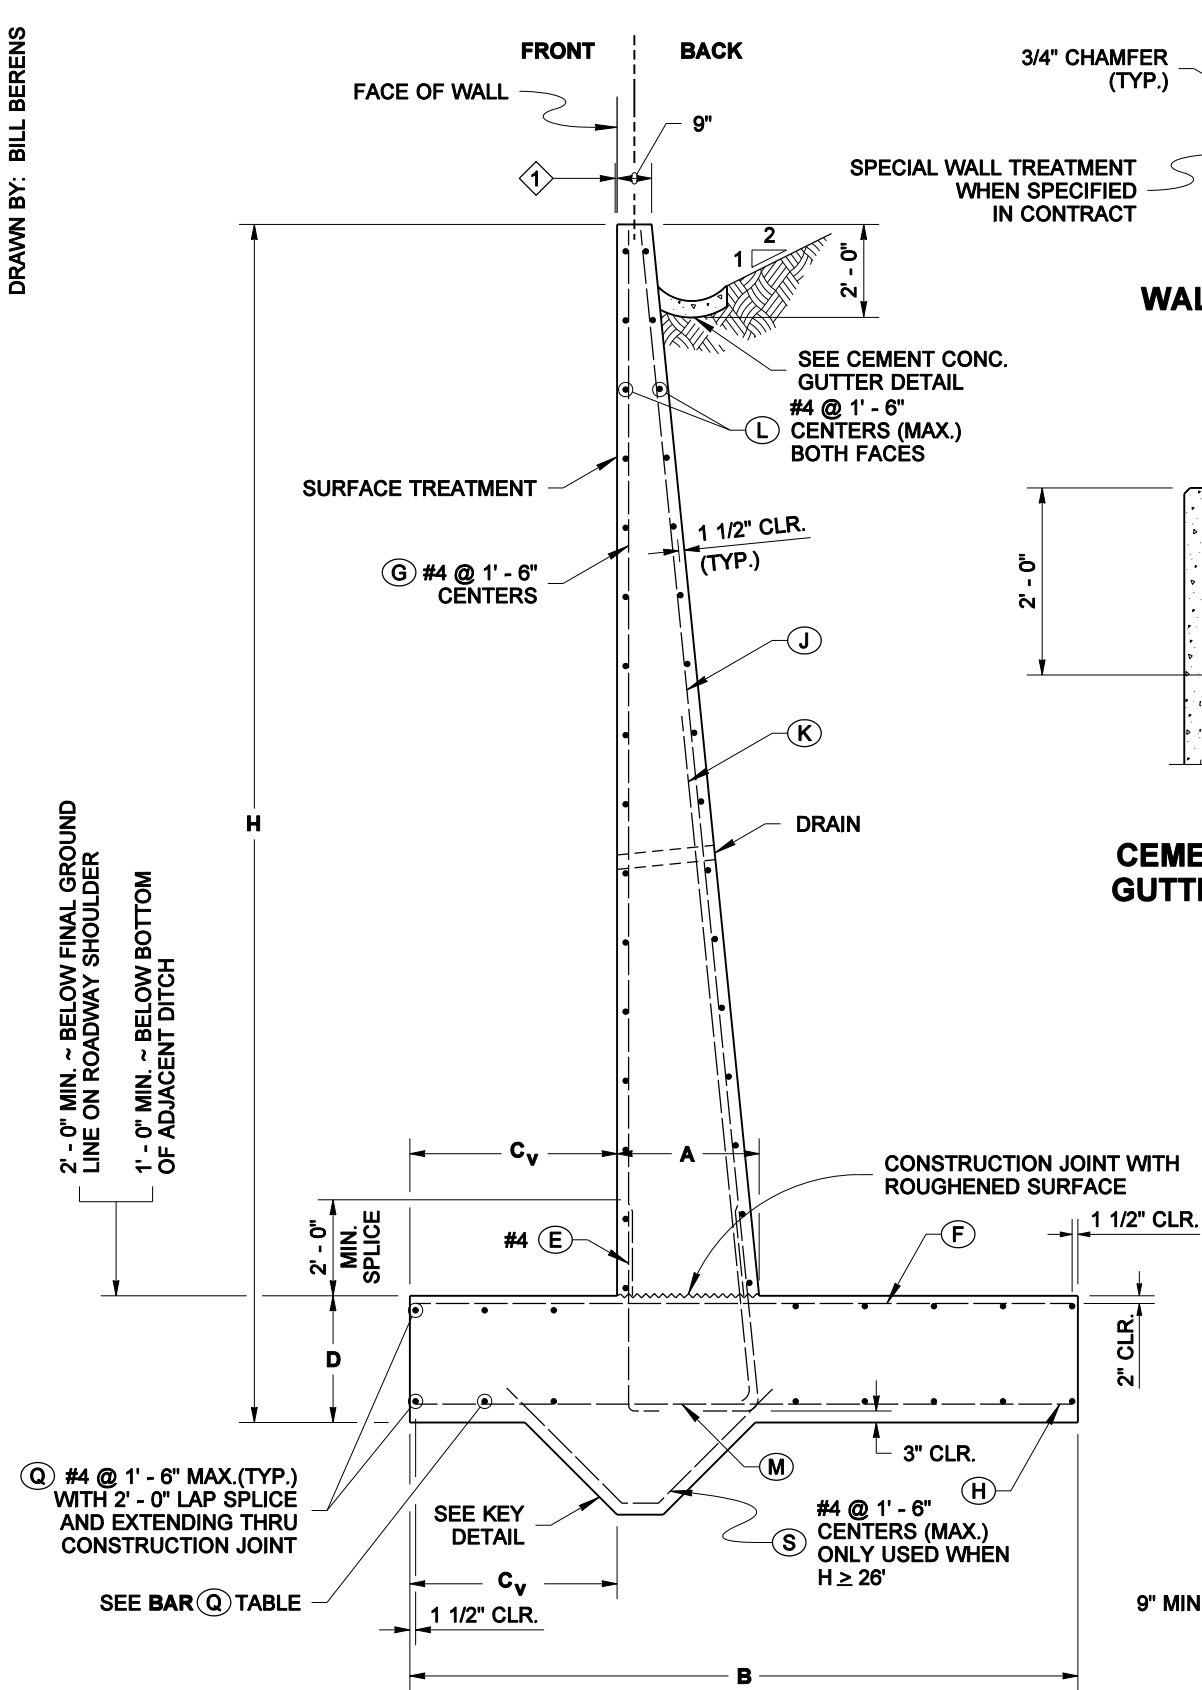 DRAWN BY: BILL BERENS
FRONT
BACK
FACE OF WALL
9"
1
3/4" CHAMFER
(TYP.)
SPECIAL WALL TREATMENT
WHEN SPECIFIED
IN CONTRACT
2
1
2' - 0"
WAL
SEE CEMENT CONC.
GUTTER DETAIL
L
#4 @ 1' - 6"
CENTERS (MAX.)
BOTH FACES
SURFACE TREATMENT
1 1/2" CLR.
(TYP.)
G #4 @ 1' - 6"
CENTERS
2' - 0"
J
K
H
DRAIN
CEME
GUTTE
2' - 0" MIN. ~ BELOW FINAL GROUND
LINE ON ROADWAY SHOULDER
1' - 0" MIN. ~ BELOW BOTTOM
OF ADJACENT DITCH
Cv
A
CONSTRUCTION JOINT WITH
ROUGHENED SURFACE
2' - 0"
MIN.
SPLICE
#4 E
F
1 1/2" CLR.
D
2" CLR.
3" CLR.
M
H
Q #4 @ 1' - 6" MAX.(TYP.)
WITH 2' - 0" LAP SPLICE
AND EXTENDING THRU
CONSTRUCTION JOINT
SEE KEY
DETAIL
S
#4 @ 1' - 6"
CENTERS (MAX.)
ONLY USED WHEN
H ≥ 26'
SEE BAR Q TABLE
Cv
1 1/2" CLR.
9" MIN
B